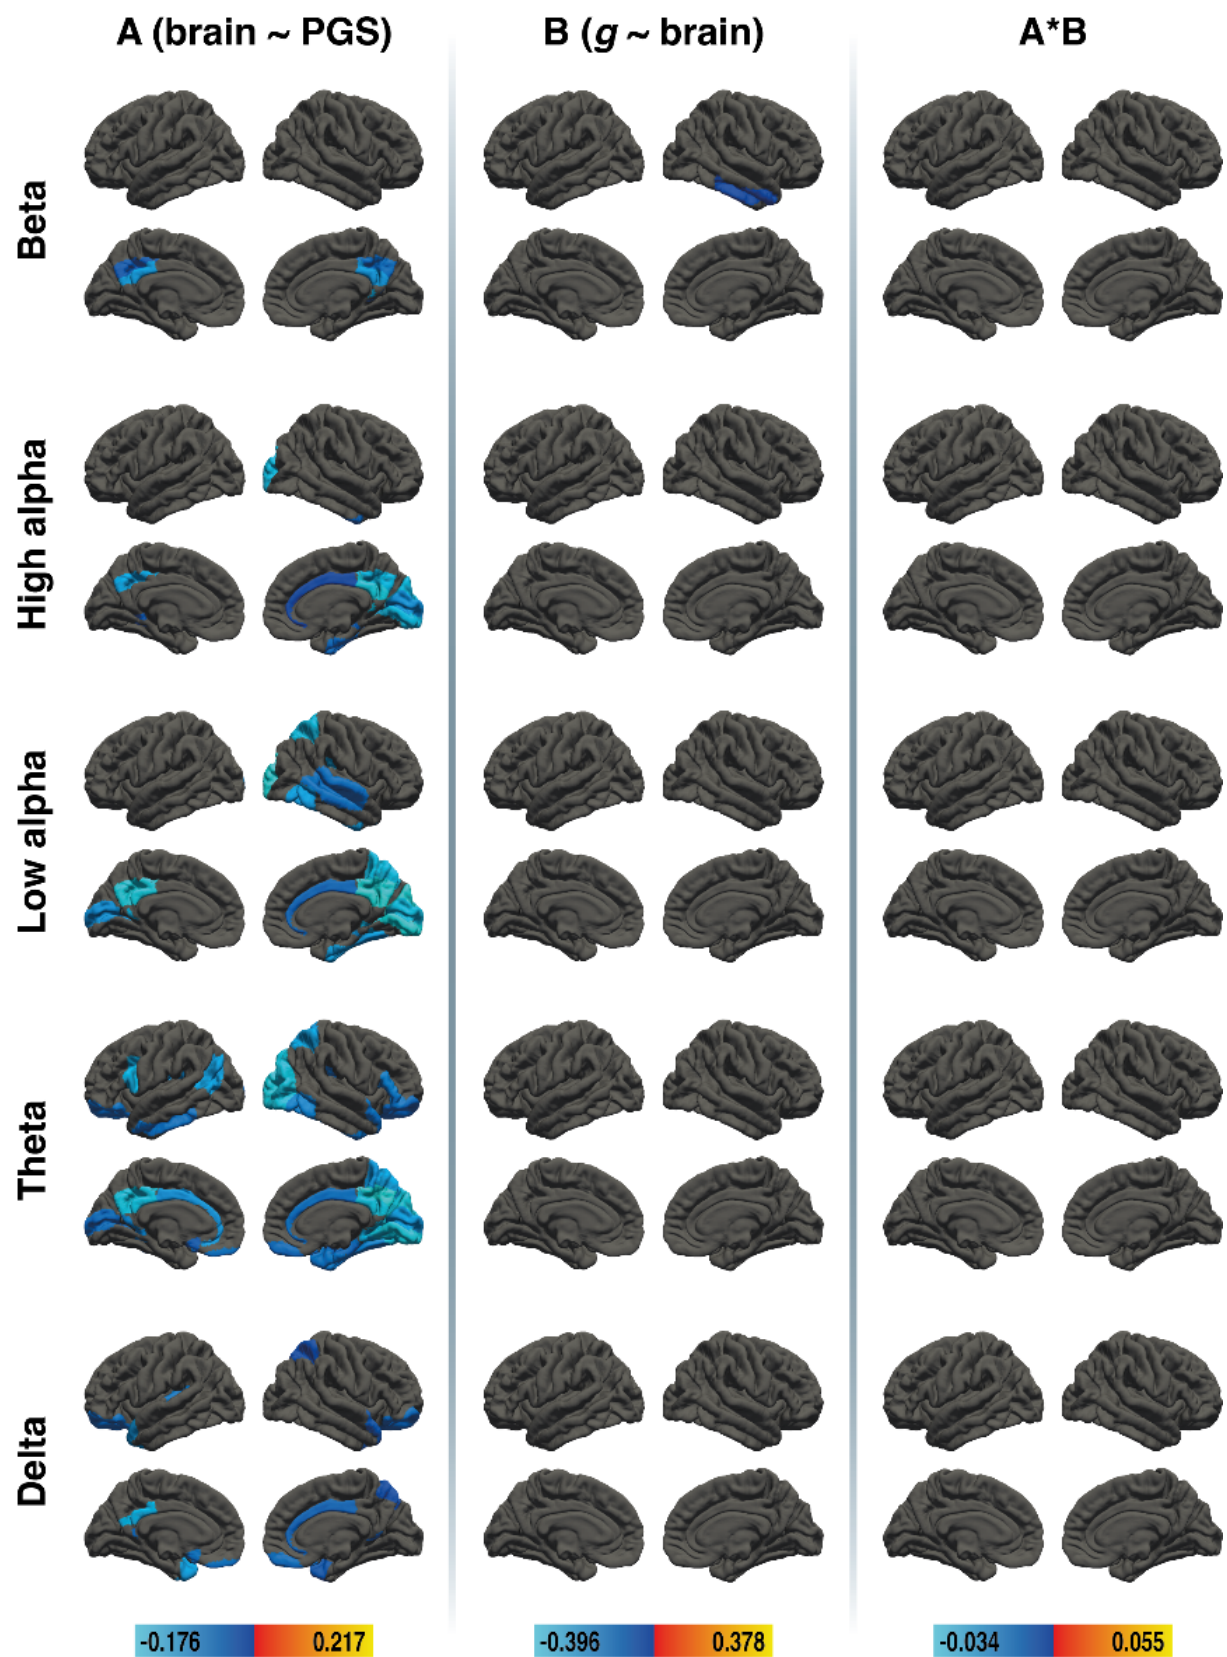 A (brain ~ PGS)
B (g ~ brain)
A*B
Beta
High alpha
Low alpha
Theta
Delta
-0.176 0.217
-0.396 0.378
-0.034 0.055